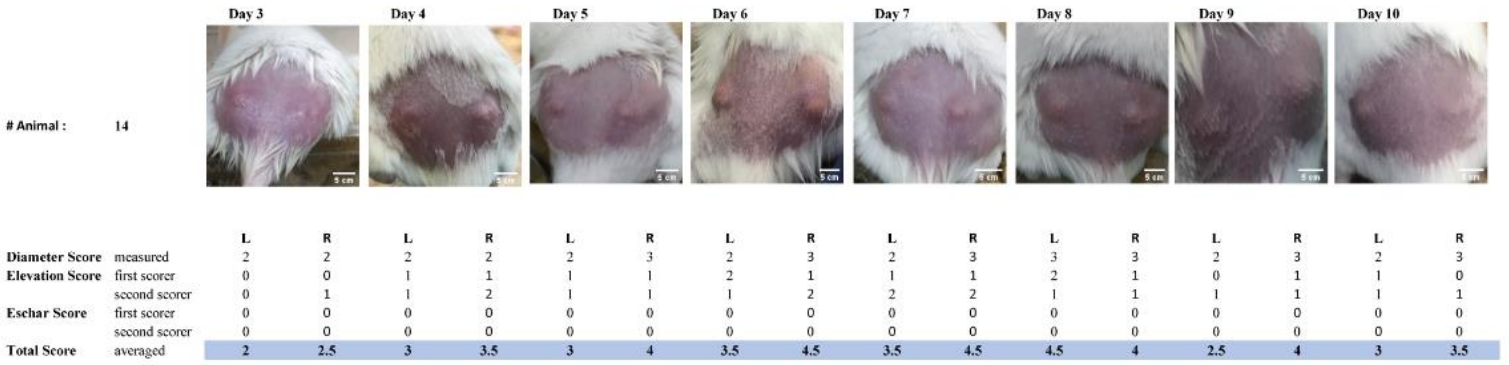 Day 3 Day 4 Day 5 Day 6 Day 7 Day 8 Day 9 Day 10
# Animal : 14
5 cm 5 cm 5 cm 5 cm 5 cm 5 cm 5 cm 5 cm
L R L R L R L R L R L R L R L R
Diameter Score measured 2 2 2 2 2 3 2 3 2 3 3 3 2 3 2 3
Elevation Score first scorer 0 0 1 1 1 1 2 1 1 1 2 1 0 1 1 0
second scorer 0 1 1 2 1 1 1 2 2 2 1 1 1 1 1 1
Eschar Score first scorer 0 0 0 0 0 0 0 0 0 0 0 0 0 0 0 0
second scorer 0 0 0 0 0 0 0 0 0 0 0 0 0 0 0 0
Total Score averaged 2 2.5 3 3.5 3 4 3.5 4.5 3.5 4.5 4.5 4 2.5 4 3 3.5